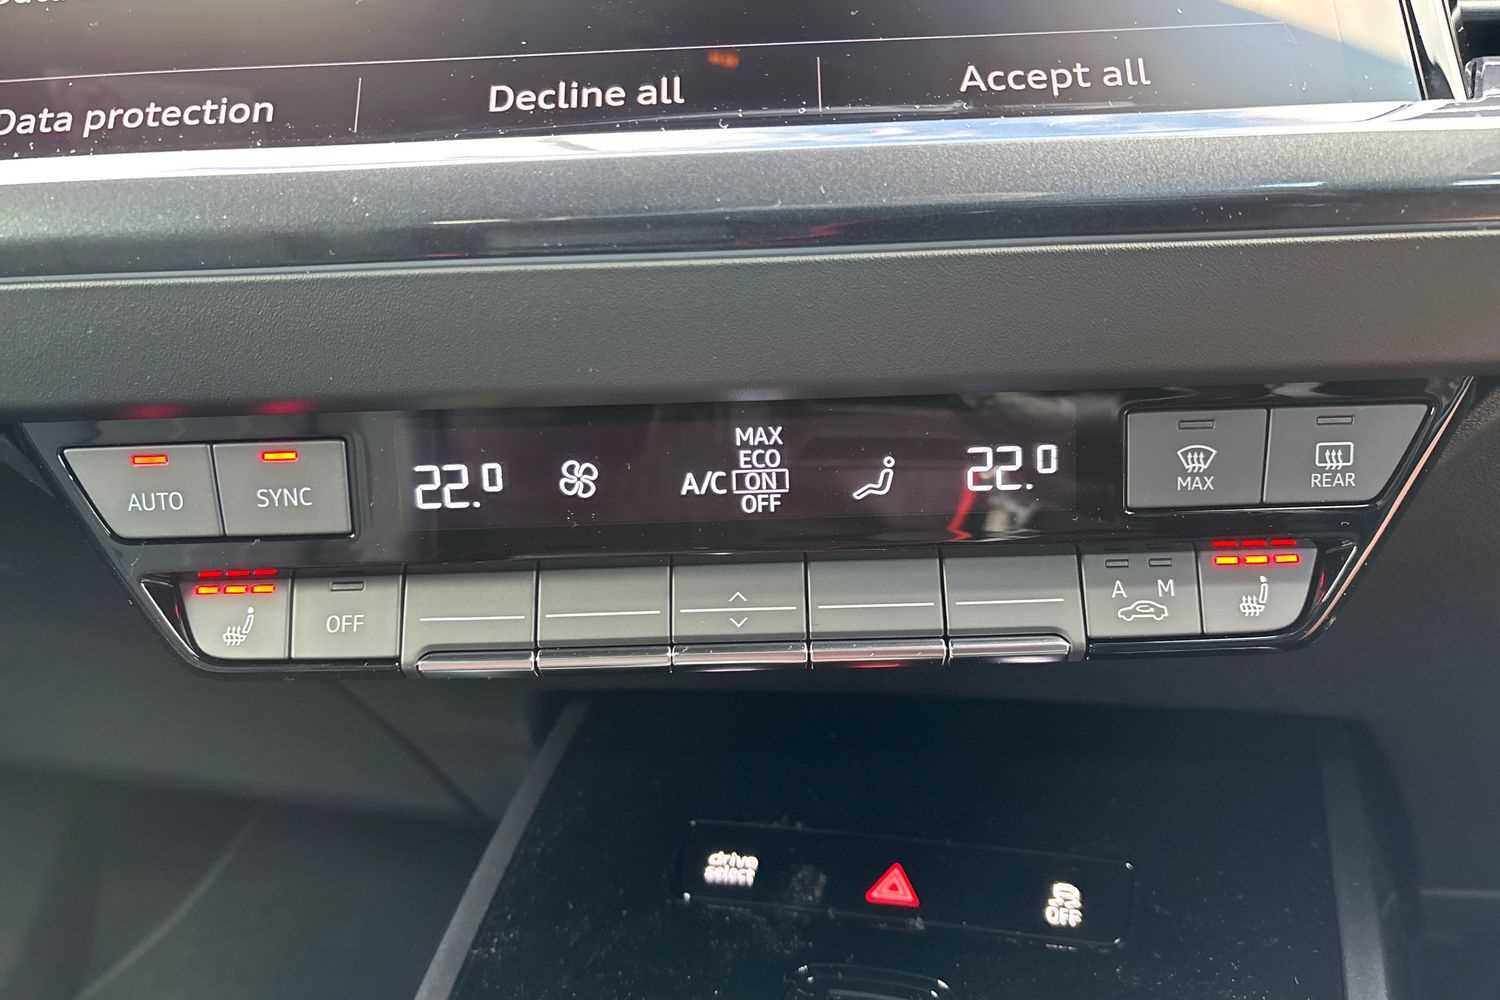 Data protection
Decline all
Accept all
AUTO
SYNC
22.0
A/C
MAX
ECO
ON
OFF
22.0
MAX
REAR
OFF
A M
drive
select
OFF